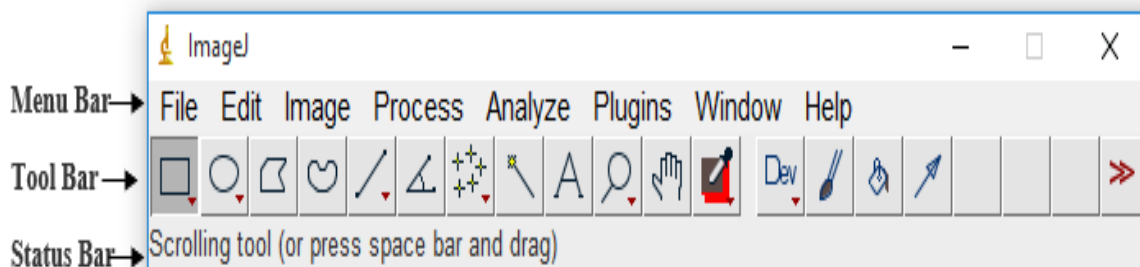 ImageJ
Menu Bar File Edit Image Process Analyze Plugins Window Help
Tool Bar A Dev
Status Bar Scrolling tool (or press space bar and drag)